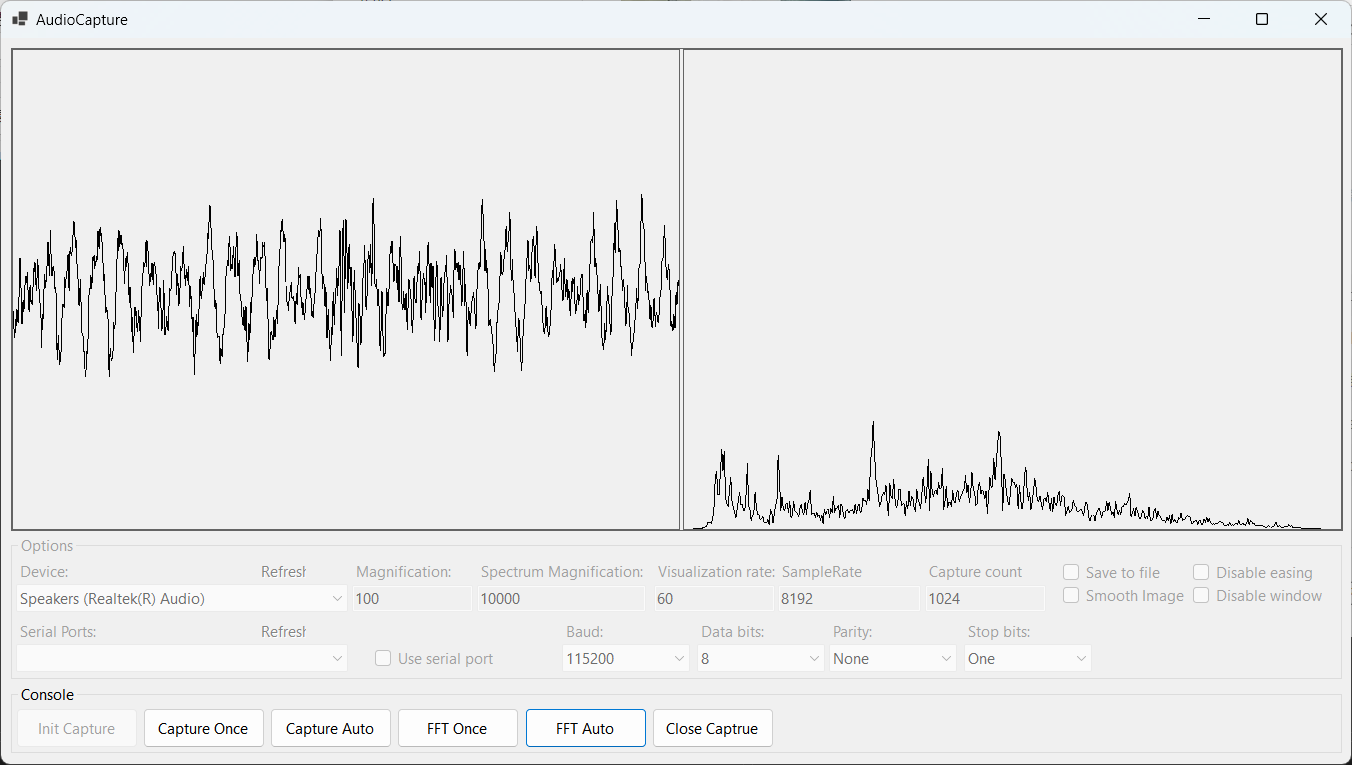 AudioCapture
Options
Device: Refresh Magnification: Spectrum Magnification: Visualization rate: SampleRate Capture count
Speakers (Realtek(R) Audio) 100 10000 60 8192 1024
Save to file Disable easing
Smooth Image Disable window
Serial Ports: Refresh Baud: Data bits: Parity: Stop bits:
Use serial port 115200 8 None One
Console
Init Capture Capture Once Capture Auto FFT Once FFT Auto Close Captrue